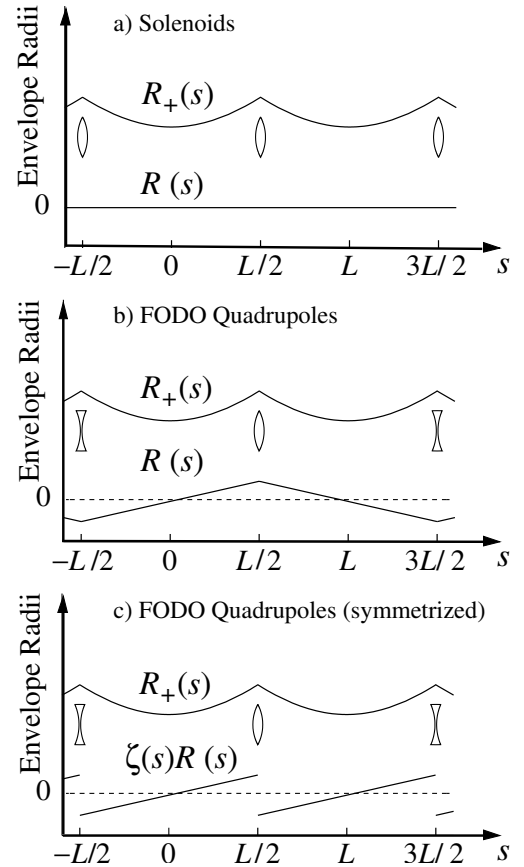 a) Solenoids
Envelope Radii
R₊(s)
R (s)
0
−L/2 0 L/2 L 3L/2 s
b) FODO Quadrupoles
Envelope Radii
R₊(s)
R (s)
0
−L/2 0 L/2 L 3L/2 s
c) FODO Quadrupoles (symmetrized)
Envelope Radii
R₊(s)
ζ(s)R (s)
0
−L/2 0 L/2 L 3L/2 s